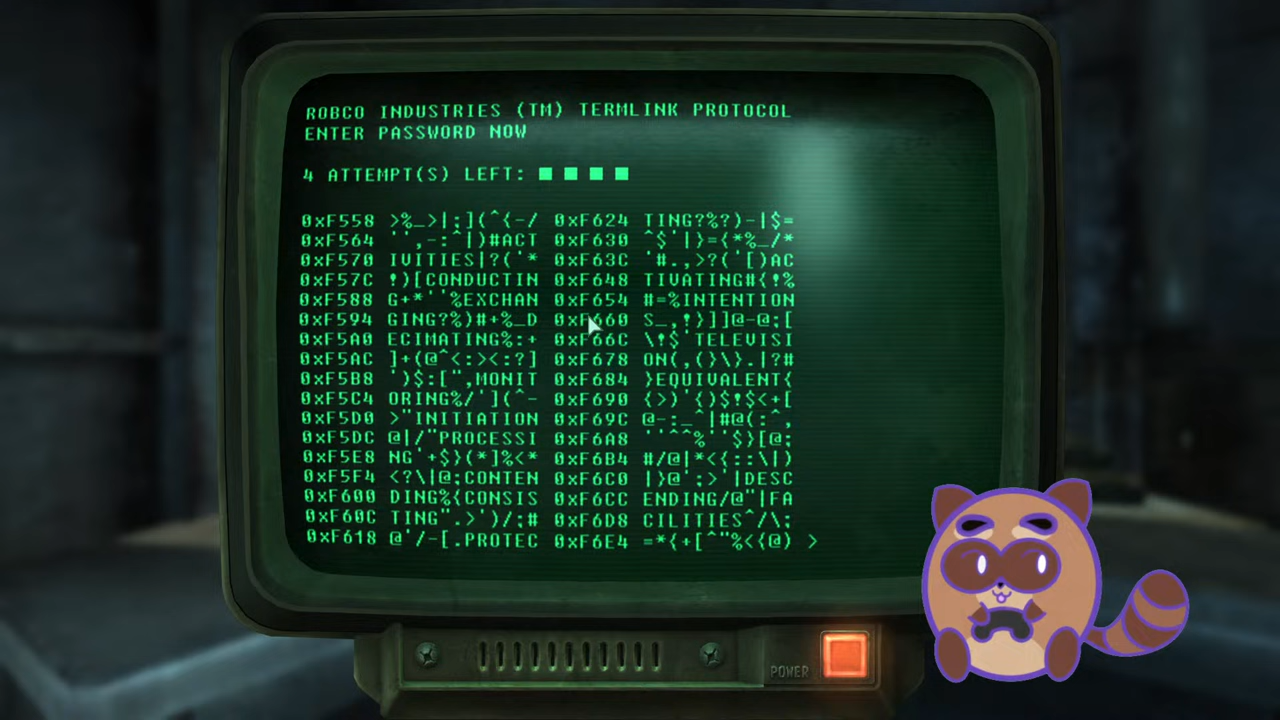 ROBCO INDUSTRIES (TM) TERMLINK PROTOCOL
ENTER PASSWORD NOW
4 ATTEMPT(S) LEFT: ■ ■ ■ ■
0xF558 >%_>|;](^{-/ 0xF624 TING?%?)-|$=
0xF564 '',-:^|)#ACT 0xF630 ^$'|}={*%_/*
0xF570 IVITIES|?('* 0xF63C '#.,>?('[)AC
0xF57C !)[CONDUCTIN 0xF648 TIVATING#{!%
0xF588 G+*''%EXCHAN 0xF654 #=%INTENTION
0xF594 GING?%)#+%_D 0xF660 S_,!}]]@-@;[
0xF5A0 ECIMATING%:+ 0xF66C \!$'TELEVISI
0xF5AC ]+(@^<:><:?] 0xF678 ON(,(}\}.|?#
0xF5B8 ')$:[",MONIT 0xF684 }EQUIVALENT{
0xF5C4 ORING%/'](^- 0xF690 {>)'{)$!$<+[
0xF5D0 >"INITIATION 0xF69C @-:_^|#@(:^,
0xF5DC @|/"PROCESSI 0xF6A8 ''^^%''$}[@;
0xF5E8 NG'+$}(*]%<* 0xF6B4 #/@|*<{::\|)
0xF5F4 <?\|@;CONTEN 0xF6C0 |}@';>'|DESC
0xF600 DING%{CONSIS 0xF6CC ENDING/@"|FA
0xF60C TING".>')/;# 0xF6D8 CILITIES^/\;
0xF618 @'/-[.PROTEC 0xF6E4 =*{+[^"%<{@) >
POWER